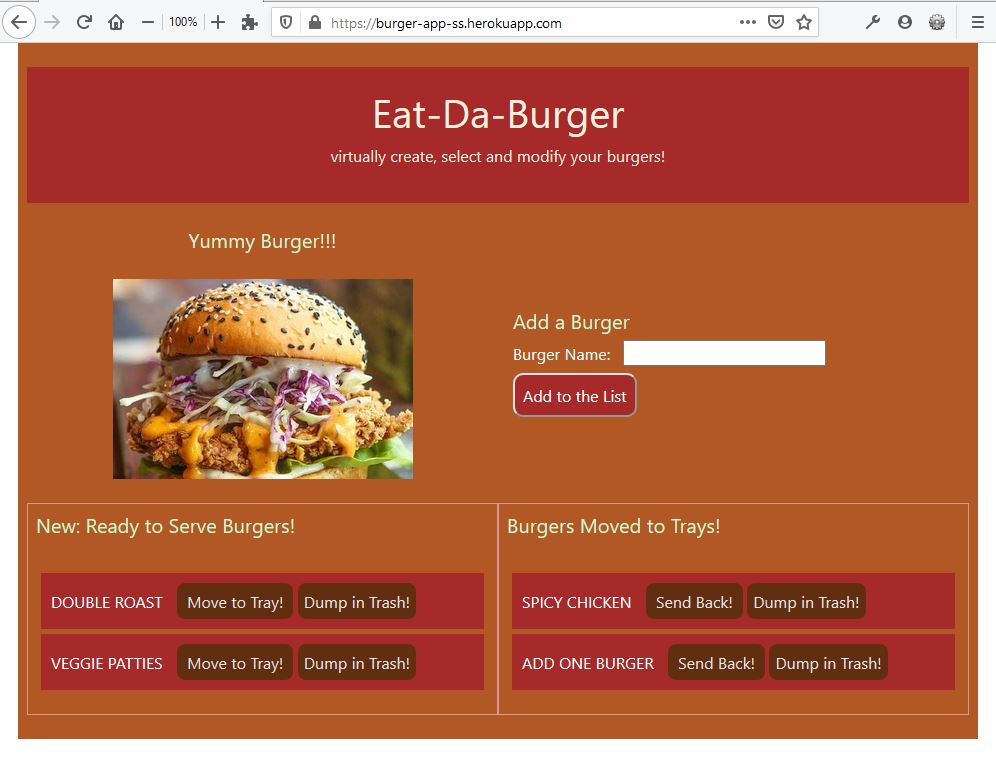 100%
https://burger-app-ss.herokuapp.com
Eat-Da-Burger
virtually create, select and modify your burgers!
Yummy Burger!!!
Add a Burger
Burger Name:
Add to the List
New: Ready to Serve Burgers!
DOUBLE ROAST Move to Tray! Dump in Trash!
VEGGIE PATTIES Move to Tray! Dump in Trash!
Burgers Moved to Trays!
SPICY CHICKEN Send Back! Dump in Trash!
ADD ONE BURGER Send Back! Dump in Trash!